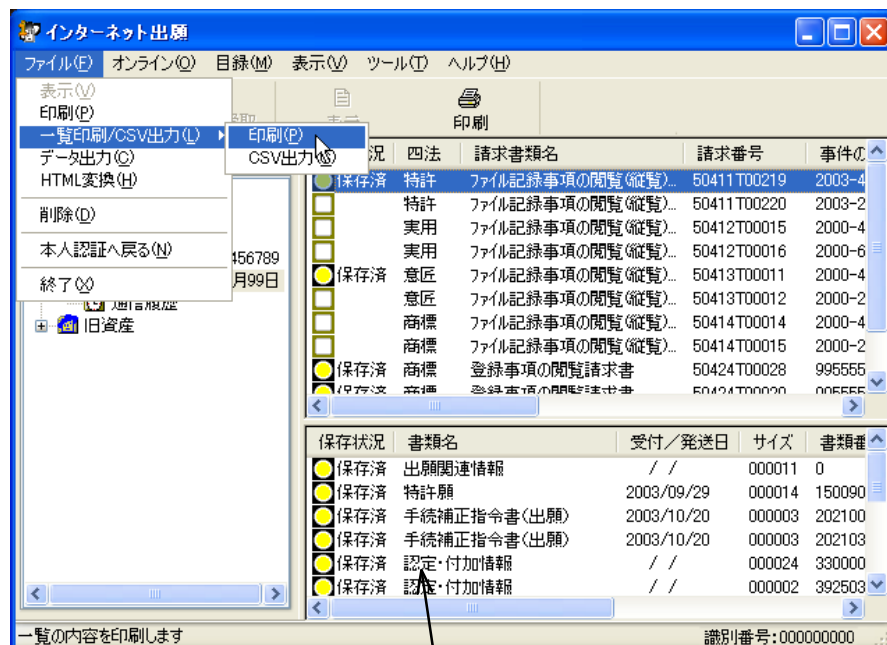 インターネット出願
ファイル(F) オンライン(O) 目録(M) 表示(V) ツール(T) ヘルプ(H)
表示(V)
印刷(P)
一覧印刷/CSV出力(L)
データ出力(C)
HTML変換(H)
削除(D)
本人認証へ戻る(N)
終了(X)
印刷(P)
CSV出力
表示
印刷
456789
月99日
通信履歴
旧資産
況 四法 請求書類名 請求番号 事件の
保存済 特許 ファイル記録事項の閲覧(縦覧)... 50411T00219 2003-4
特許 ファイル記録事項の閲覧(縦覧)... 50411T00220 2003-2
実用 ファイル記録事項の閲覧(縦覧)... 50412T00015 2000-4
実用 ファイル記録事項の閲覧(縦覧)... 50412T00016 2000-6
保存済 意匠 ファイル記録事項の閲覧(縦覧)... 50413T00011 2000-4
意匠 ファイル記録事項の閲覧(縦覧)... 50413T00012 2000-2
商標 ファイル記録事項の閲覧(縦覧)... 50414T00014 2000-4
商標 ファイル記録事項の閲覧(縦覧)... 50414T00015 2000-2
保存済 商標 登録事項の閲覧請求書 50424T00028 995555
保存状況 書類名 受付/発送日 サイズ 書類番
保存済 出願関連情報 / / 000011 0
保存済 特許願 2003/09/29 000014 150090
保存済 手続補正指令書(出願) 2003/10/20 000003 202100
保存済 手続補正指令書(出願) 2003/10/20 000003 202103
保存済 認定・付加情報 / / 000024 330000
保存済 認定・付加情報 / / 000002 392503
一覧の内容を印刷します 識別番号:000000000